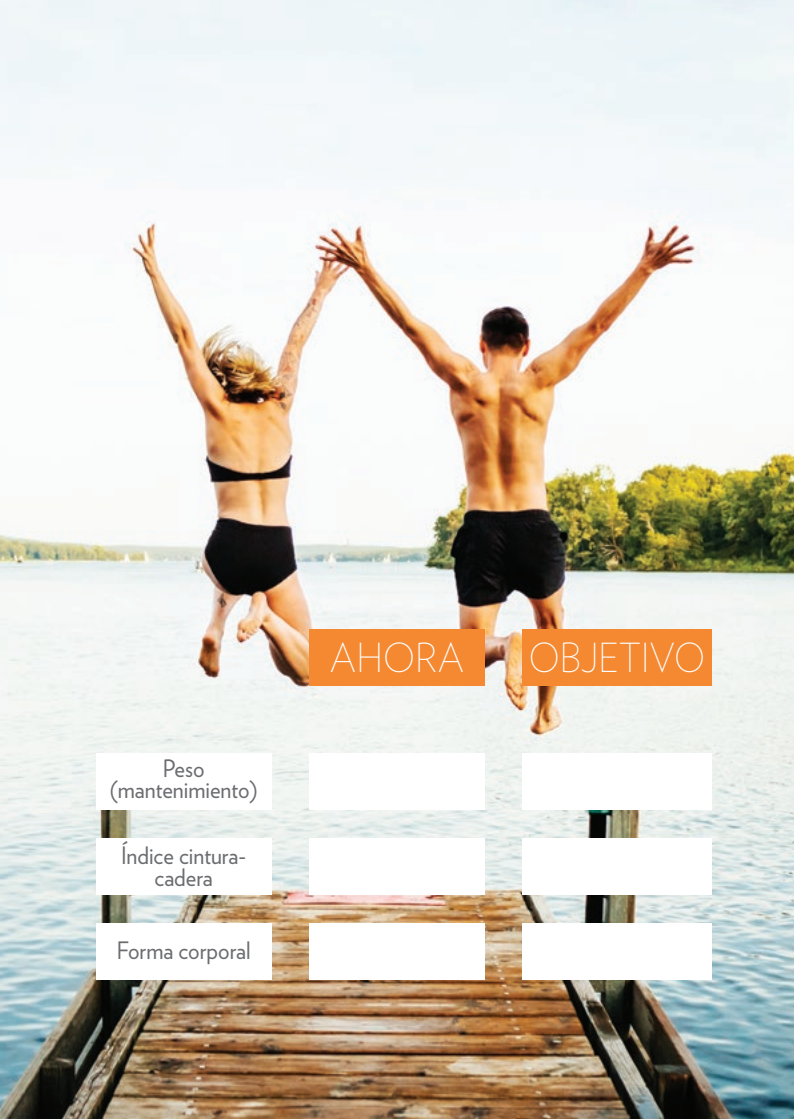 AHORA OBJETIVO
Peso
(mantenimiento)
Índice cintura-
cadera
Forma corporal